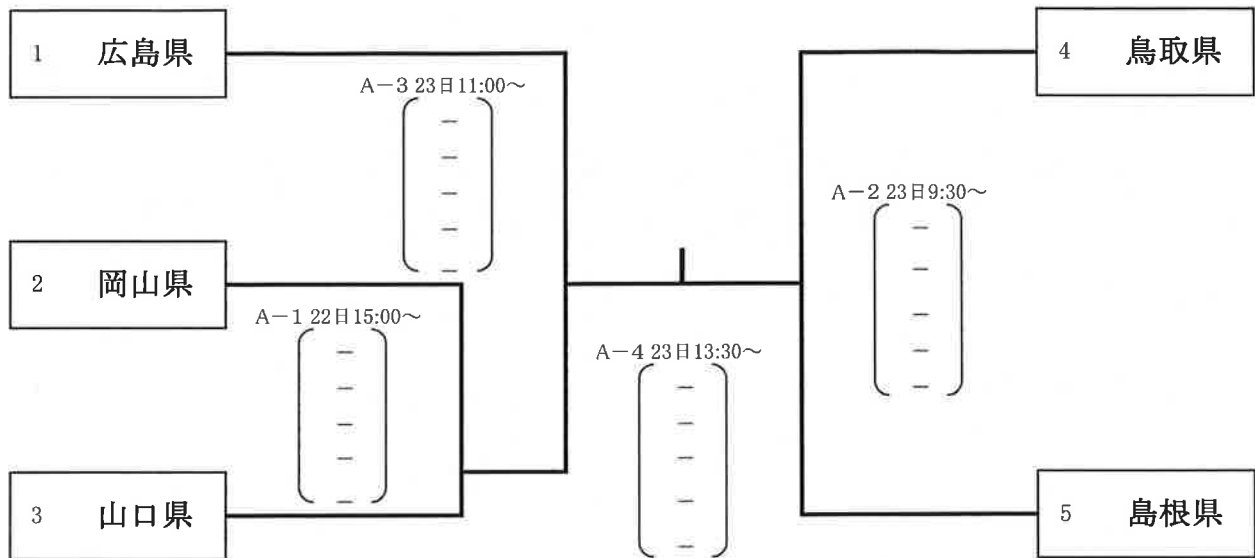 1 広島県
4 鳥取県
A-3 23日11:00～
-
-
-
-
-
A-2 23日9:30～
-
-
-
-
-
2 岡山県
A-1 22日15:00～
-
-
-
-
-
A-4 23日13:30～
-
-
-
-
-
3 山口県
5 島根県